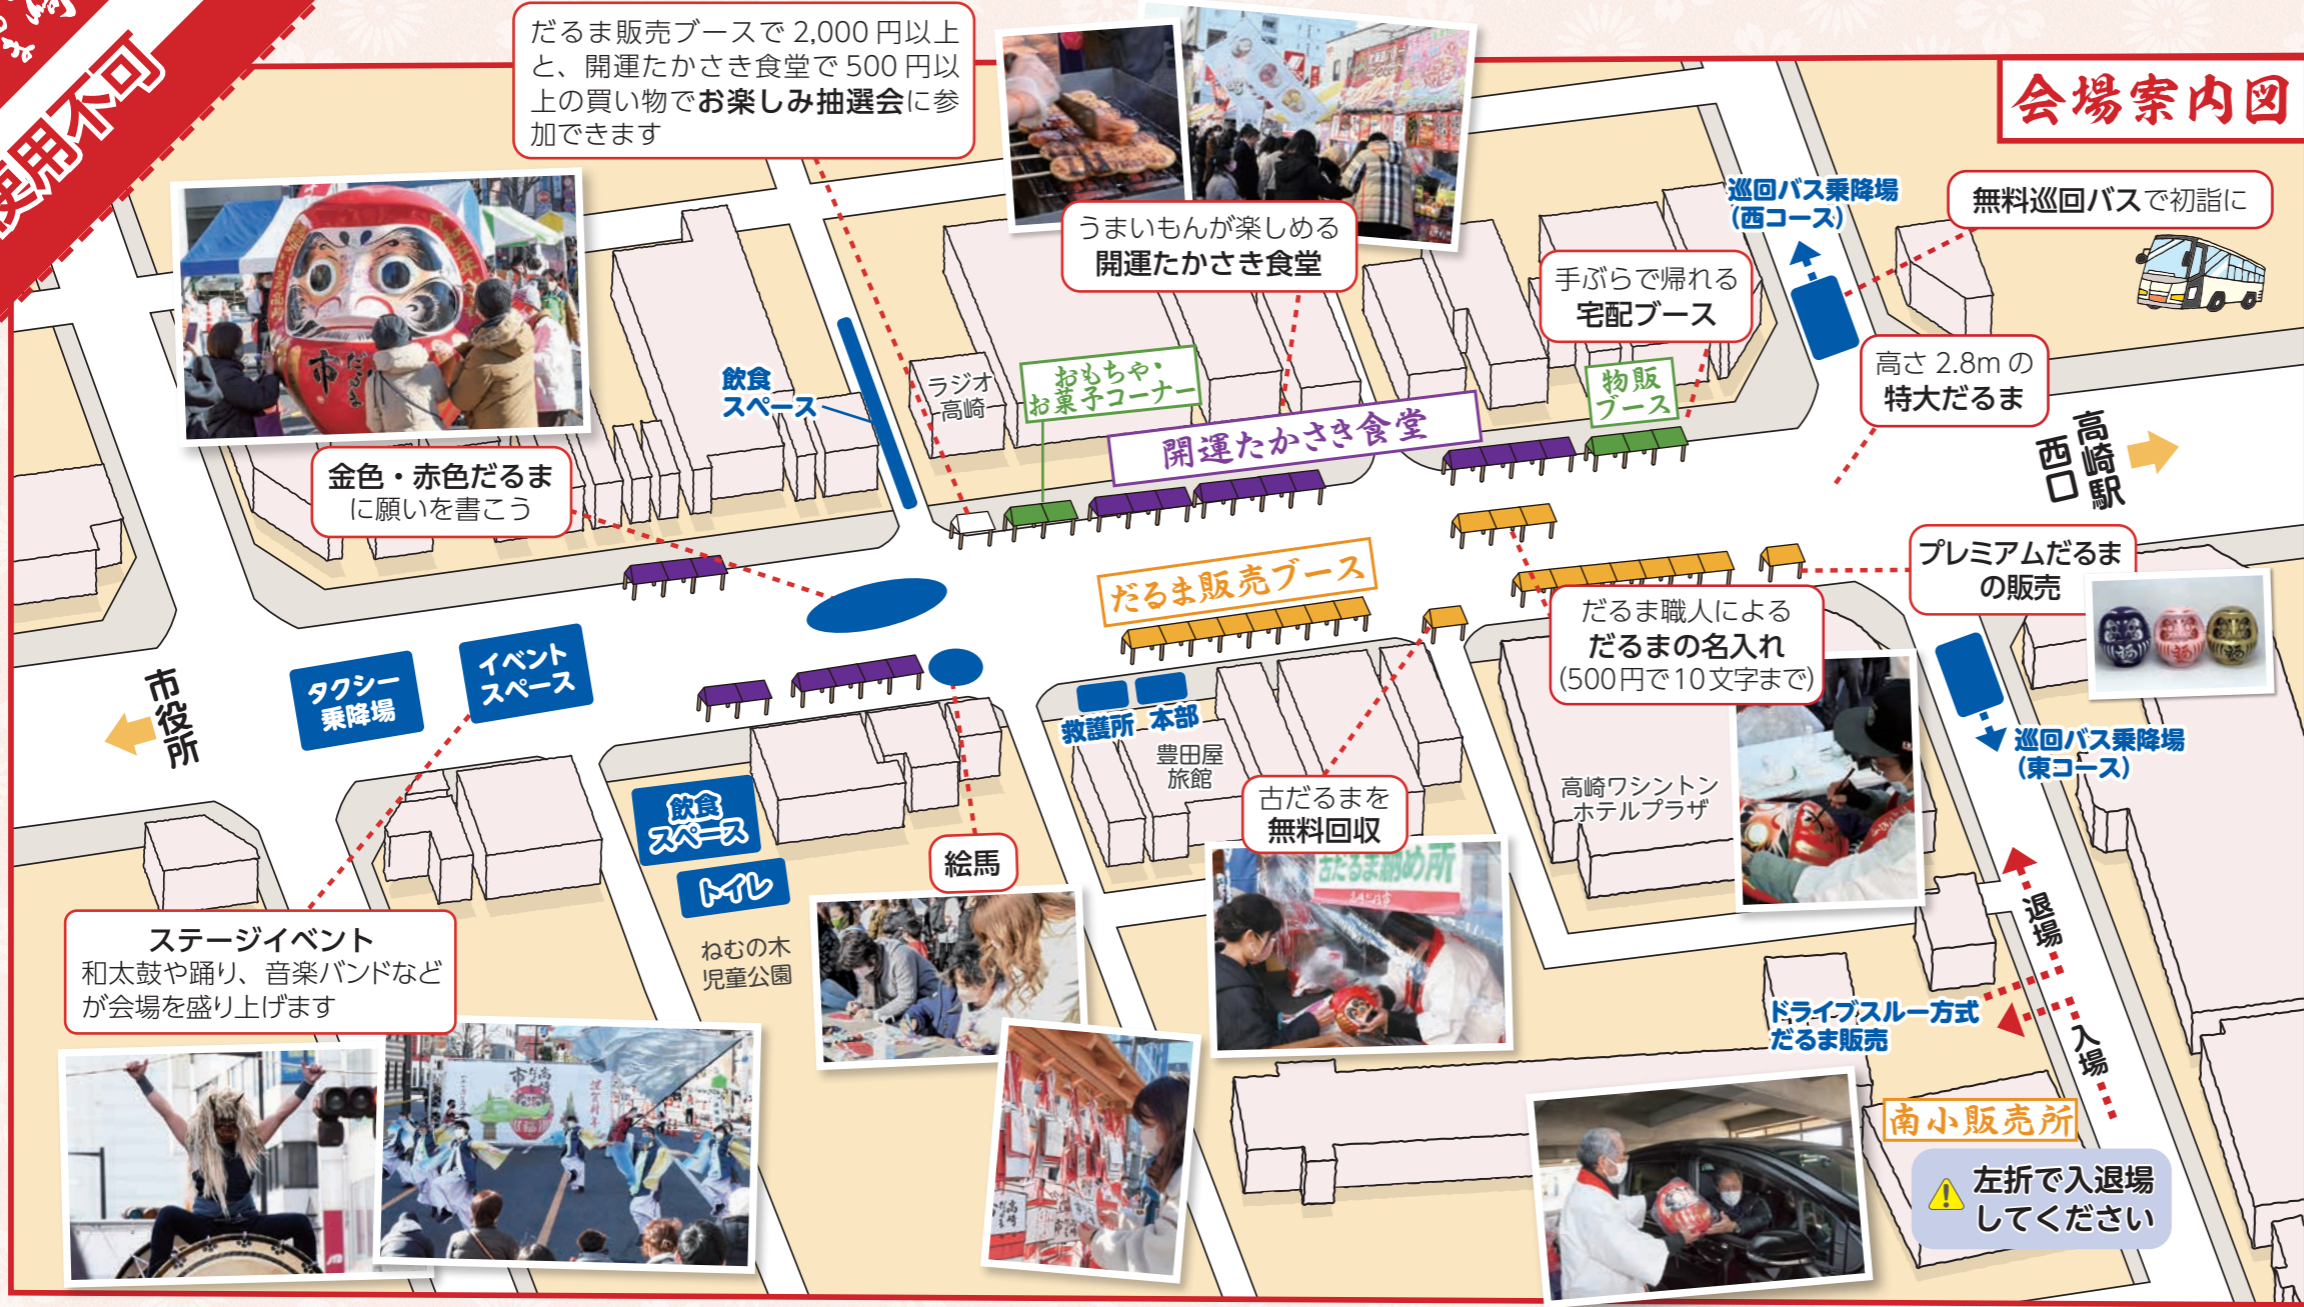 使用不可
会場案内図
だるま販売ブースで 2,000 円以上
と、開運たかさき食堂で 500 円以
上の買い物でお楽しみ抽選会に参
加できます
うまいもんが楽しめる
開運たかさき食堂
巡回バス乗降場
(西コース)
無料巡回バスで初詣に
手ぶらで帰れる
宅配ブース
高さ 2.8m の
特大だるま
高崎駅
西口
市
だるま
金色・赤色だるま
に願いを書こう
飲食
スペース
ラジオ
高崎
おもちゃ・
お菓子コーナー
開運たかさき食堂
物販
ブース
だるま販売ブース
プレミアムだるま
の販売
だるま職人による
だるまの名入れ
(500円で10文字まで)
市役所
タクシー
乗降場
イベント
スペース
救護所
本部
豊田屋
旅館
高崎ワシントン
ホテルプラザ
巡回バス乗降場
(東コース)
飲食
スペース
トイレ
ねむの木
児童公園
絵馬
古だるまを
無料回収
古だるま納め所
ステージイベント
和太鼓や踊り、音楽バンドなど
が会場を盛り上げます
退場
入場
ドライブスルー方式
だるま販売
南小販売所
左折で入退場
してください